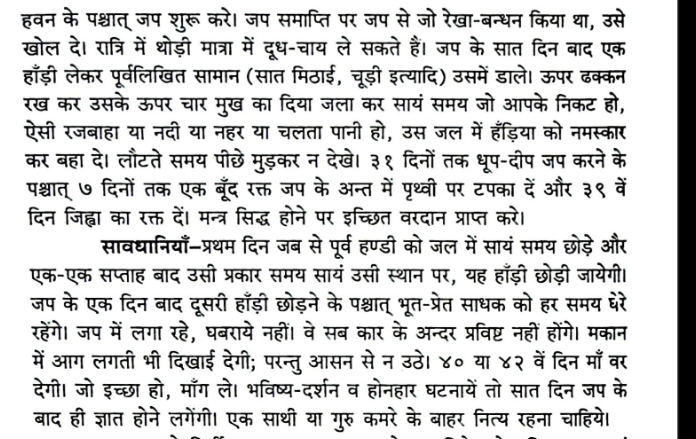 हवन के पश्चात् जप शुरू करे। जप समाप्ति पर जप से जो रेखा-बन्धन किया था, उसे
खोल दे। रात्रि में थोड़ी मात्रा में दूध-चाय ले सकते हैं। जप के सात दिन बाद एक
हाँड़ी लेकर पूर्वलिखित सामान (सात मिठाई, चूड़ी इत्यादि) उसमें डाले। ऊपर ढक्कन
रख कर उसके ऊपर चार मुख का दिया जला कर सायं समय जो आपके निकट हो,
ऐसी रजबाहा या नदी या नहर या चलता पानी हो, उस जल में हँड़िया को नमस्कार
कर बहा दे। लौटते समय पीछे मुड़कर न देखे। ३१ दिनों तक धूप-दीप जप करने के
पश्चात् ७ दिनों तक एक बूँद रक्त जप के अन्त में पृथ्वी पर टपका दें और ३९ वें
दिन जिह्वा का रक्त दें। मन्त्र सिद्ध होने पर इच्छित वरदान प्राप्त करे।
सावधानियाँ–प्रथम दिन जब से पूर्व हण्डी को जल में सायं समय छोड़े और
एक-एक सप्ताह बाद उसी प्रकार समय सायं उसी स्थान पर, यह हाँड़ी छोड़ी जायेगी।
जप के एक दिन बाद दूसरी हाँड़ी छोड़ने के पश्चात् भूत-प्रेत साधक को हर समय घेरे
रहेंगे। जप में लगा रहे, घबराये नहीं। वे सब कार के अन्दर प्रविष्ट नहीं होंगे। मकान
में आग लगती भी दिखाई देगी; परन्तु आसन से न उठे। ४० या ४२ वें दिन माँ वर
देगी। जो इच्छा हो, माँग ले। भविष्य-दर्शन व होनहार घटनायें तो सात दिन जप के
बाद ही ज्ञात होने लगेंगी। एक साथी या गुरु कमरे के बाहर नित्य रहना चाहिये।